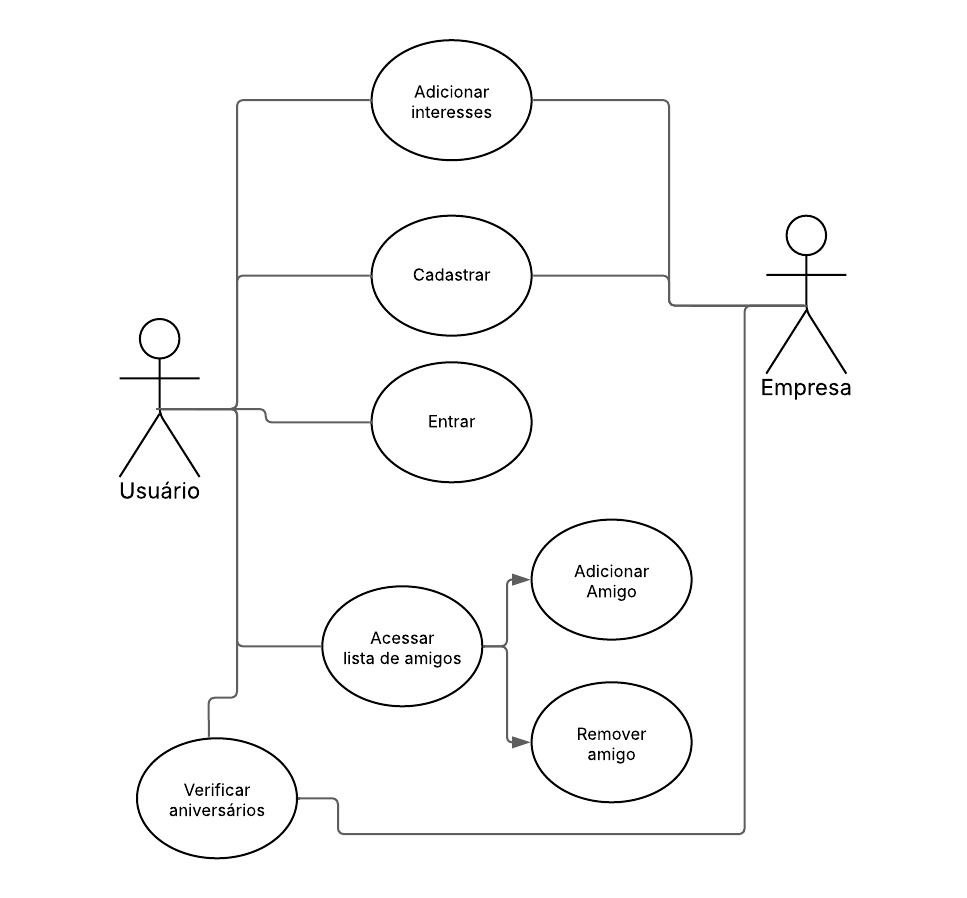 Adicionar
interesses
Cadastrar
Empresa
Entrar
Usuário
Adicionar
Amigo
Acessar
lista de amigos
Remover
amigo
Verificar
aniversários